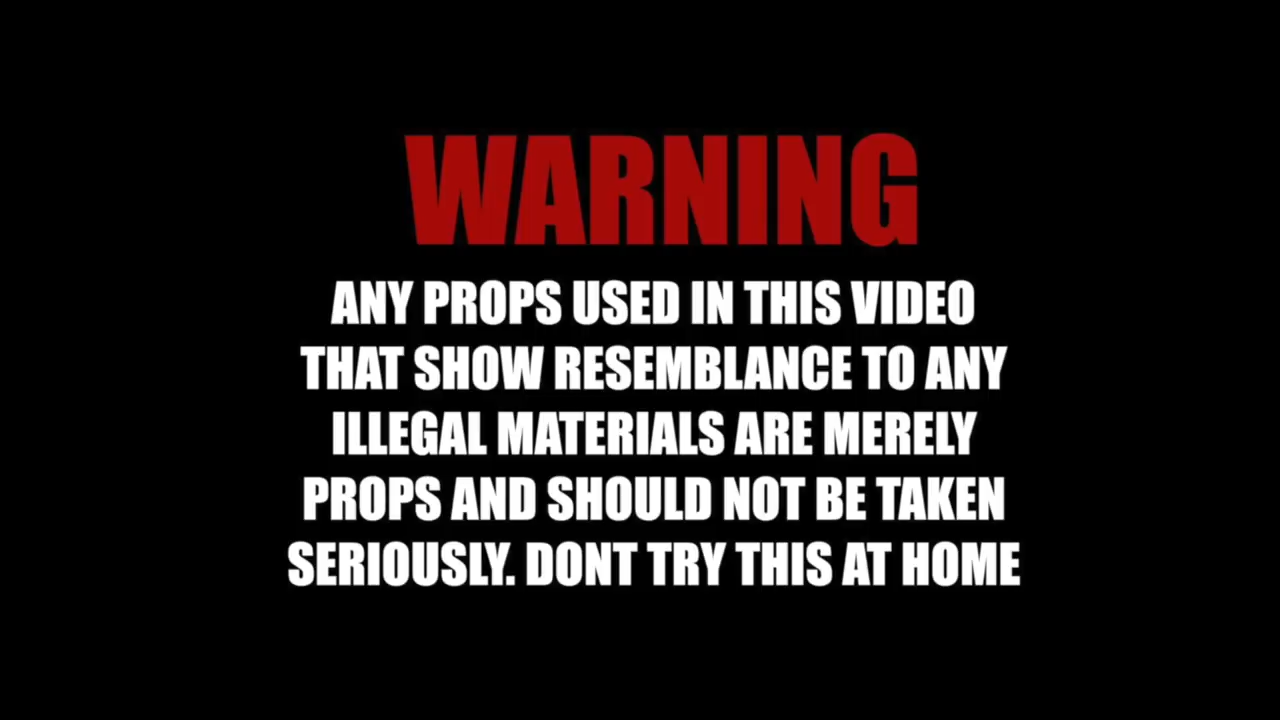 WARNING
ANY PROPS USED IN THIS VIDEO
THAT SHOW RESEMBLANCE TO ANY
ILLEGAL MATERIALS ARE MERELY
PROPS AND SHOULD NOT BE TAKEN
SERIOUSLY. DONT TRY THIS AT HOME